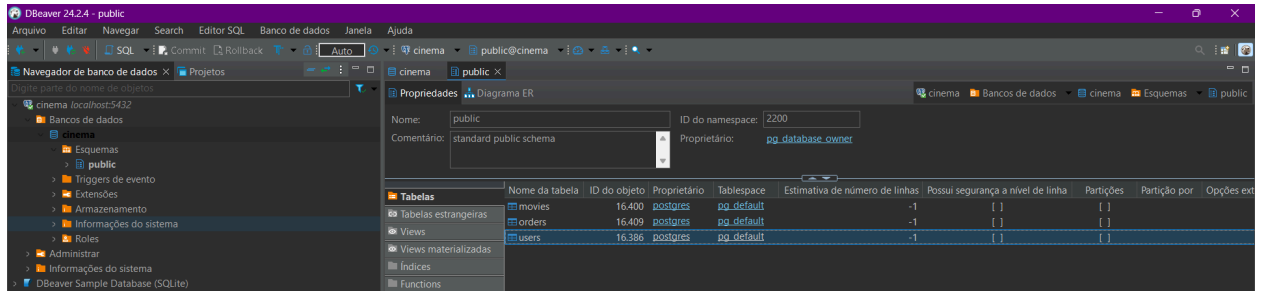 DBeaver 24.2.4 - public
Arquivo Editar Navegar Search Editor SQL Banco de dados Janela Ajuda
SQL Commit Rollback Auto cinema public@cinema
Navegador de banco de dados Projetos
Digite parte do nome de objetos
cinema localhost:5432
Bancos de dados
cinema
Esquemas
public
Triggers de evento
Extensões
Armazenamento
Informações do sistema
Roles
Administrar
Informações do sistema
DBeaver Sample Database (SQLite)
cinema public
Propriedades Diagrama ER cinema Bancos de dados cinema Esquemas public
Nome: public ID do namespace: 2200
Comentário: standard public schema Proprietário: pg_database_owner
Tabelas
Tabelas estrangeiras
Views
Views materializadas
Índices
Functions
Nome da tabela ID do objeto Proprietário Tablespace Estimativa de número de linhas Possui segurança a nível de linha Partições Partição por Opções ext
movies 16.400 postgres pg_default -1 [ ] [ ]
orders 16.409 postgres pg_default -1 [ ] [ ]
users 16.386 postgres pg_default -1 [ ] [ ]